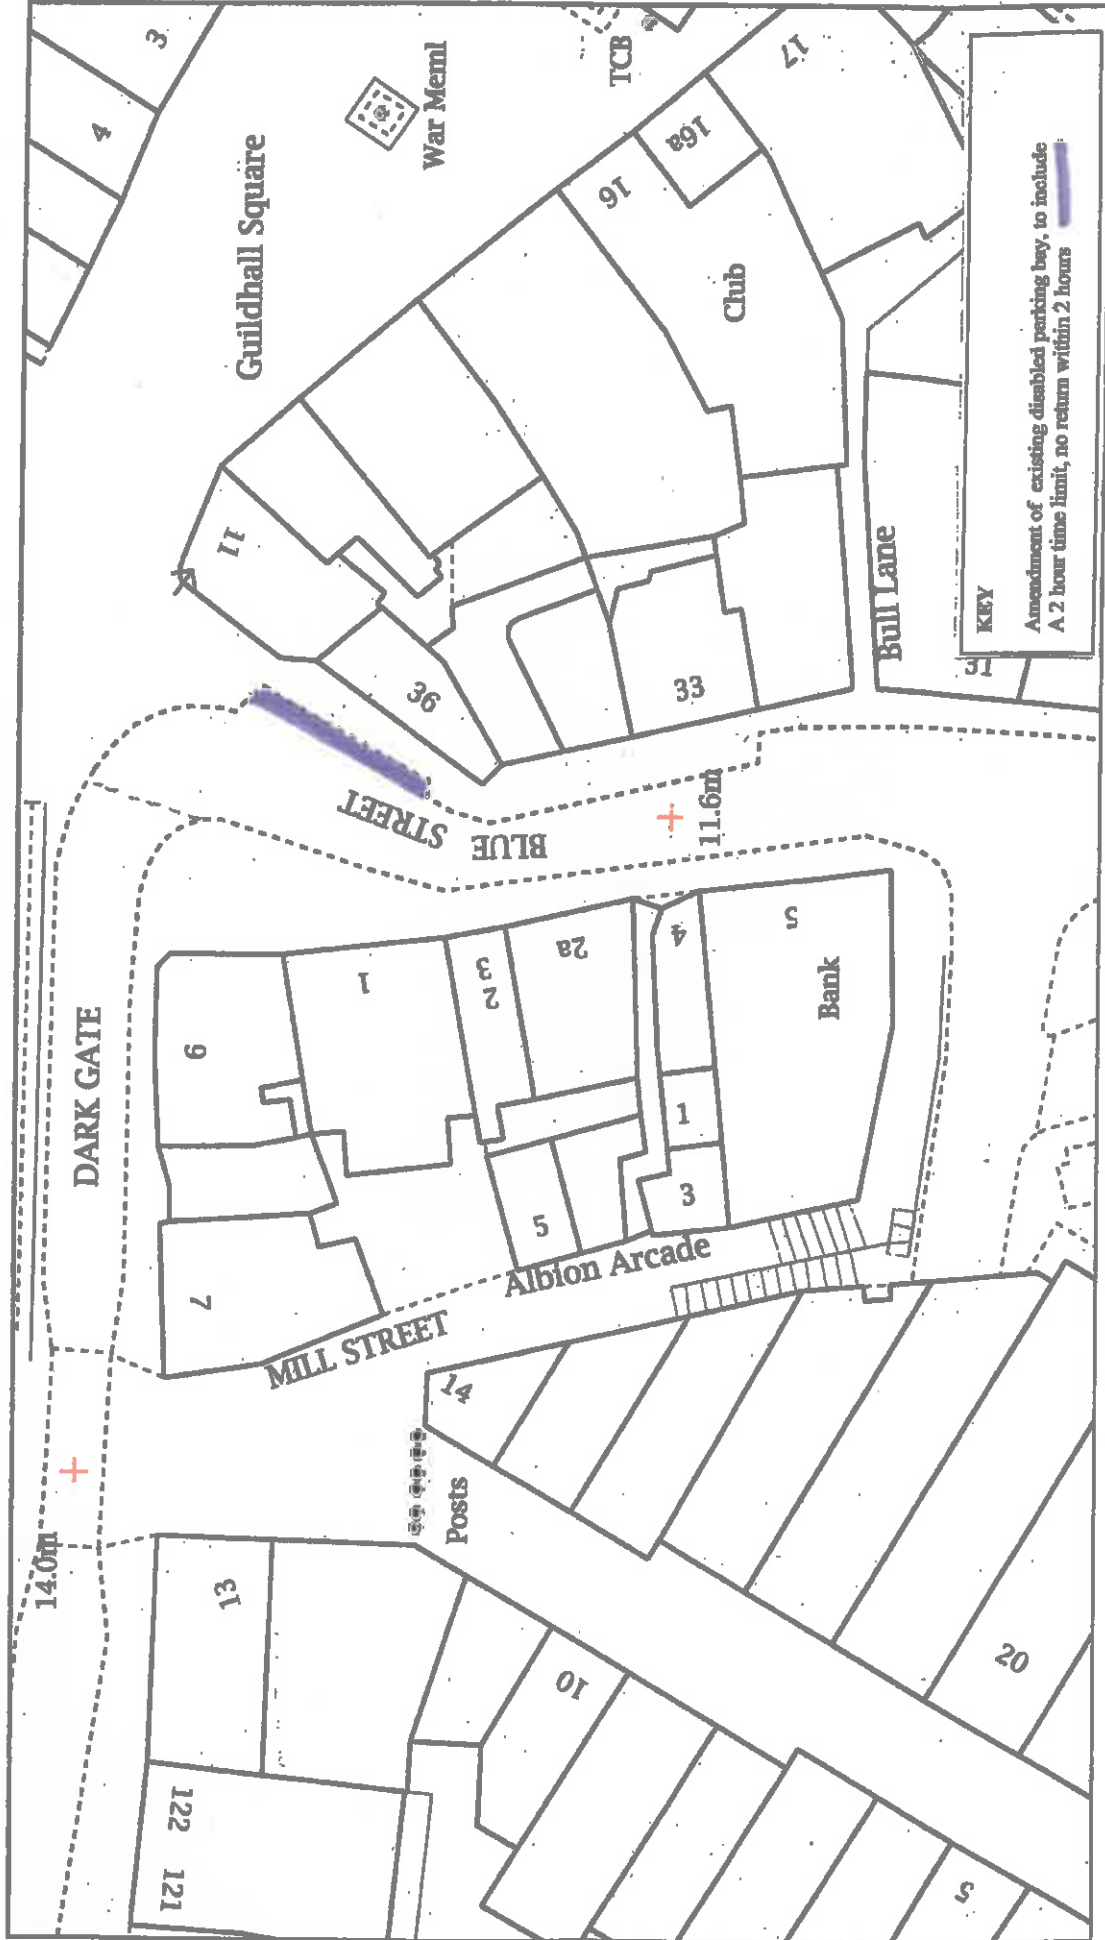 3
4
Guildhall Square
War Meml
TCB
17
16a
16
Club
11
36
33
Bull Lane
31
KEY
Amendment of existing disabled parking bay, to include
A 2 hour time limit, no return within 2 hours
BLUE
STREET
11.6m
DARK GATE
9
1
3
2
2a
4
5
Bank
1
3
5
7
Albion Arcade
MILL STREET
14
Posts
14.0m
13
10
20
122
121
5